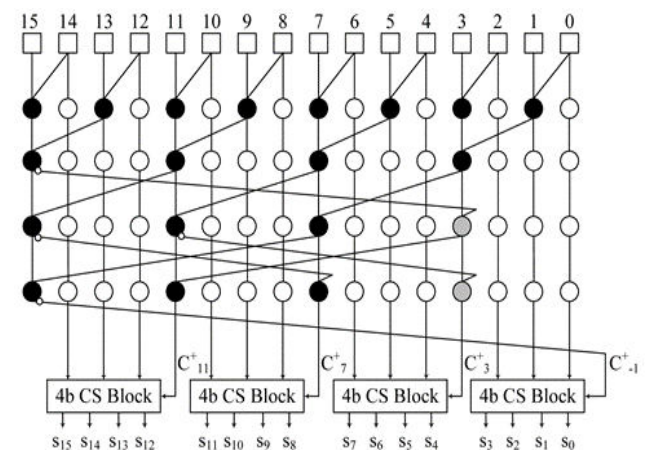 15 14 13 12 11 10 9 8 7 6 5 4 3 2 1 0
C⁺₁₁ C⁺₇ C⁺₃ C⁺₋₁
4b CS Block 4b CS Block 4b CS Block 4b CS Block
s₁₅ s₁₄ s₁₃ s₁₂ s₁₁ s₁₀ s₉ s₈ s₇ s₆ s₅ s₄ s₃ s₂ s₁ s₀